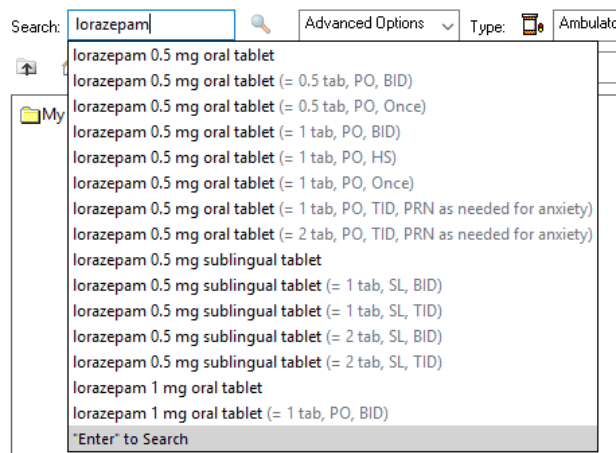 Search: lorazepam Advanced Options Type: Ambulato
lorazepam 0.5 mg oral tablet
lorazepam 0.5 mg oral tablet (= 0.5 tab, PO, BID)
lorazepam 0.5 mg oral tablet (= 0.5 tab, PO, Once)
My lorazepam 0.5 mg oral tablet (= 1 tab, PO, BID)
lorazepam 0.5 mg oral tablet (= 1 tab, PO, HS)
lorazepam 0.5 mg oral tablet (= 1 tab, PO, Once)
lorazepam 0.5 mg oral tablet (= 1 tab, PO, TID, PRN as needed for anxiety)
lorazepam 0.5 mg oral tablet (= 2 tab, PO, TID, PRN as needed for anxiety)
lorazepam 0.5 mg sublingual tablet
lorazepam 0.5 mg sublingual tablet (= 1 tab, SL, BID)
lorazepam 0.5 mg sublingual tablet (= 1 tab, SL, TID)
lorazepam 0.5 mg sublingual tablet (= 2 tab, SL, BID)
lorazepam 0.5 mg sublingual tablet (= 2 tab, SL, TID)
lorazepam 1 mg oral tablet
lorazepam 1 mg oral tablet (= 1 tab, PO, BID)
"Enter" to Search